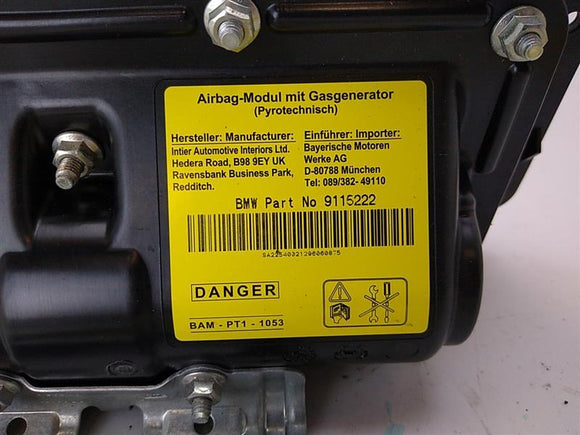 Airbag-Modul mit Gasgenerator
(Pyrotechnisch)
Hersteller: Manufacturer:
Intier Automotive Interiors Ltd.
Hedera Road, B98 9EY UK
Ravensbank Business Park,
Redditch.
Einführer: Importer:
Bayerische Motoren
Werke AG
D-80788 München
Tel: 089/382- 49110
BMW Part No 9115222
SA22540321206060875
DANGER
BAM - PT1 - 1053